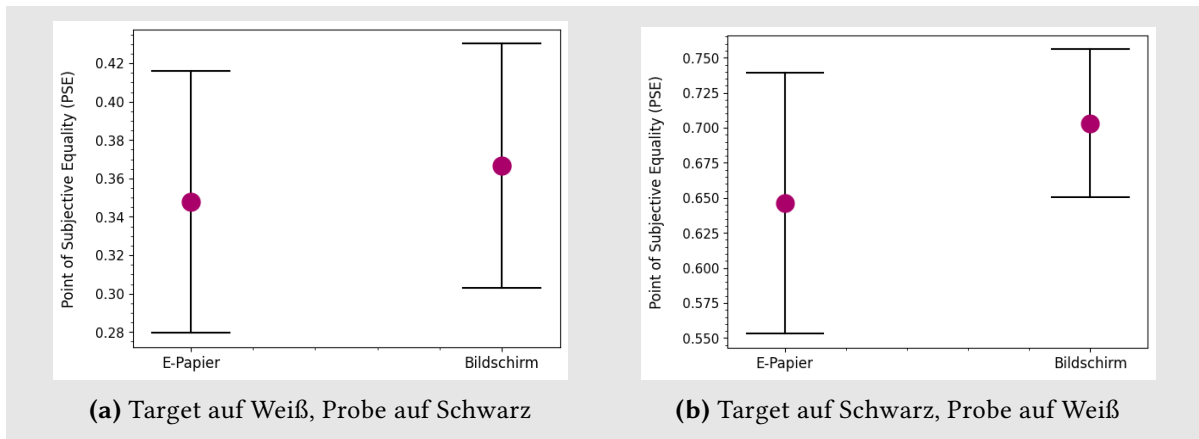 Point of Subjective Equality (PSE)
0.42
0.40
0.38
0.36
0.34
0.32
0.30
0.28
E-Papier
Bildschirm
(a) Target auf Weiß, Probe auf Schwarz
Point of Subjective Equality (PSE)
0.750
0.725
0.700
0.675
0.650
0.625
0.600
0.575
0.550
E-Papier
Bildschirm
(b) Target auf Schwarz, Probe auf Weiß